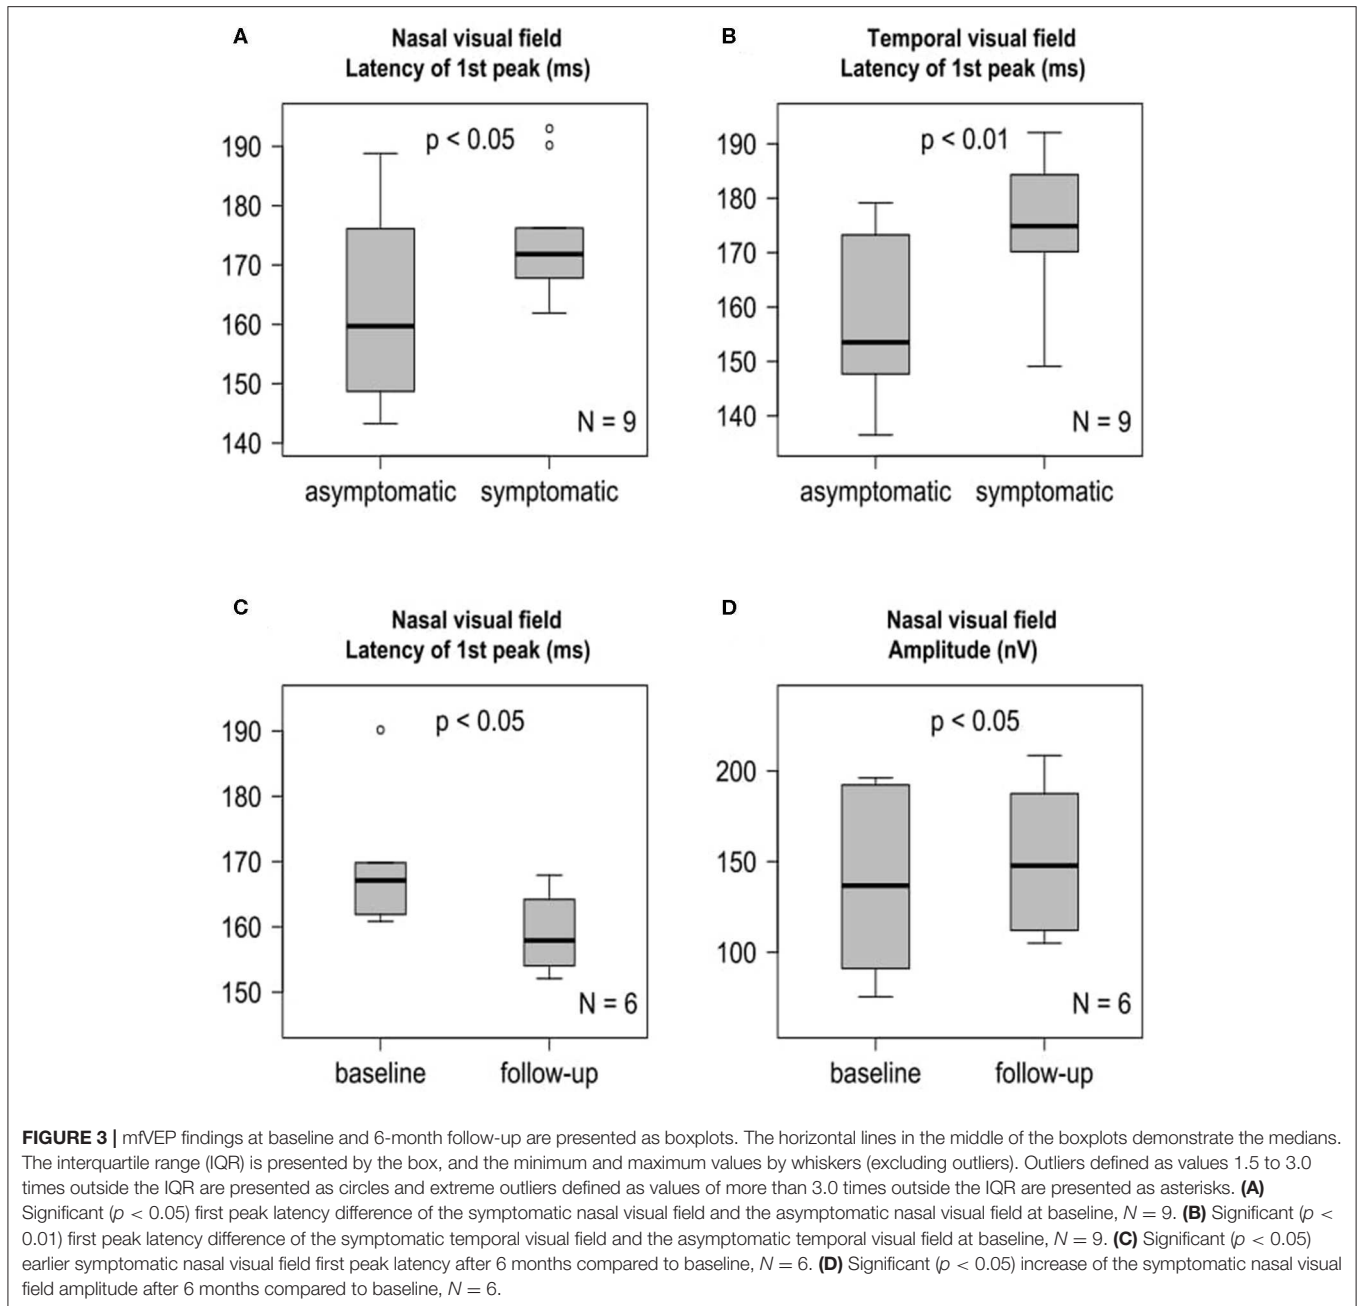 A
Nasal visual field
Latency of 1st peak (ms)
190
180
170
160
150
140
p < 0.05
N = 9
asymptomatic symptomatic
B
Temporal visual field
Latency of 1st peak (ms)
190
180
170
160
150
140
p < 0.01
N = 9
asymptomatic symptomatic
C
Nasal visual field
Latency of 1st peak (ms)
190
180
170
160
150
p < 0.05
N = 6
baseline follow-up
D
Nasal visual field
Amplitude (nV)
200
150
100
p < 0.05
N = 6
baseline follow-up
FIGURE 3 | mfVEP findings at baseline and 6-month follow-up are presented as boxplots. The horizontal lines in the middle of the boxplots demonstrate the medians.
The interquartile range (IQR) is presented by the box, and the minimum and maximum values by whiskers (excluding outliers). Outliers defined as values 1.5 to 3.0
times outside the IQR are presented as circles and extreme outliers defined as values of more than 3.0 times outside the IQR are presented as asterisks. (A)
Significant (p < 0.05) first peak latency difference of the symptomatic nasal visual field and the asymptomatic nasal visual field at baseline, N = 9. (B) Significant (p <
0.01) first peak latency difference of the symptomatic temporal visual field and the asymptomatic temporal visual field at baseline, N = 9. (C) Significant (p < 0.05)
earlier symptomatic nasal visual field first peak latency after 6 months compared to baseline, N = 6. (D) Significant (p < 0.05) increase of the symptomatic nasal visual
field amplitude after 6 months compared to baseline, N = 6.